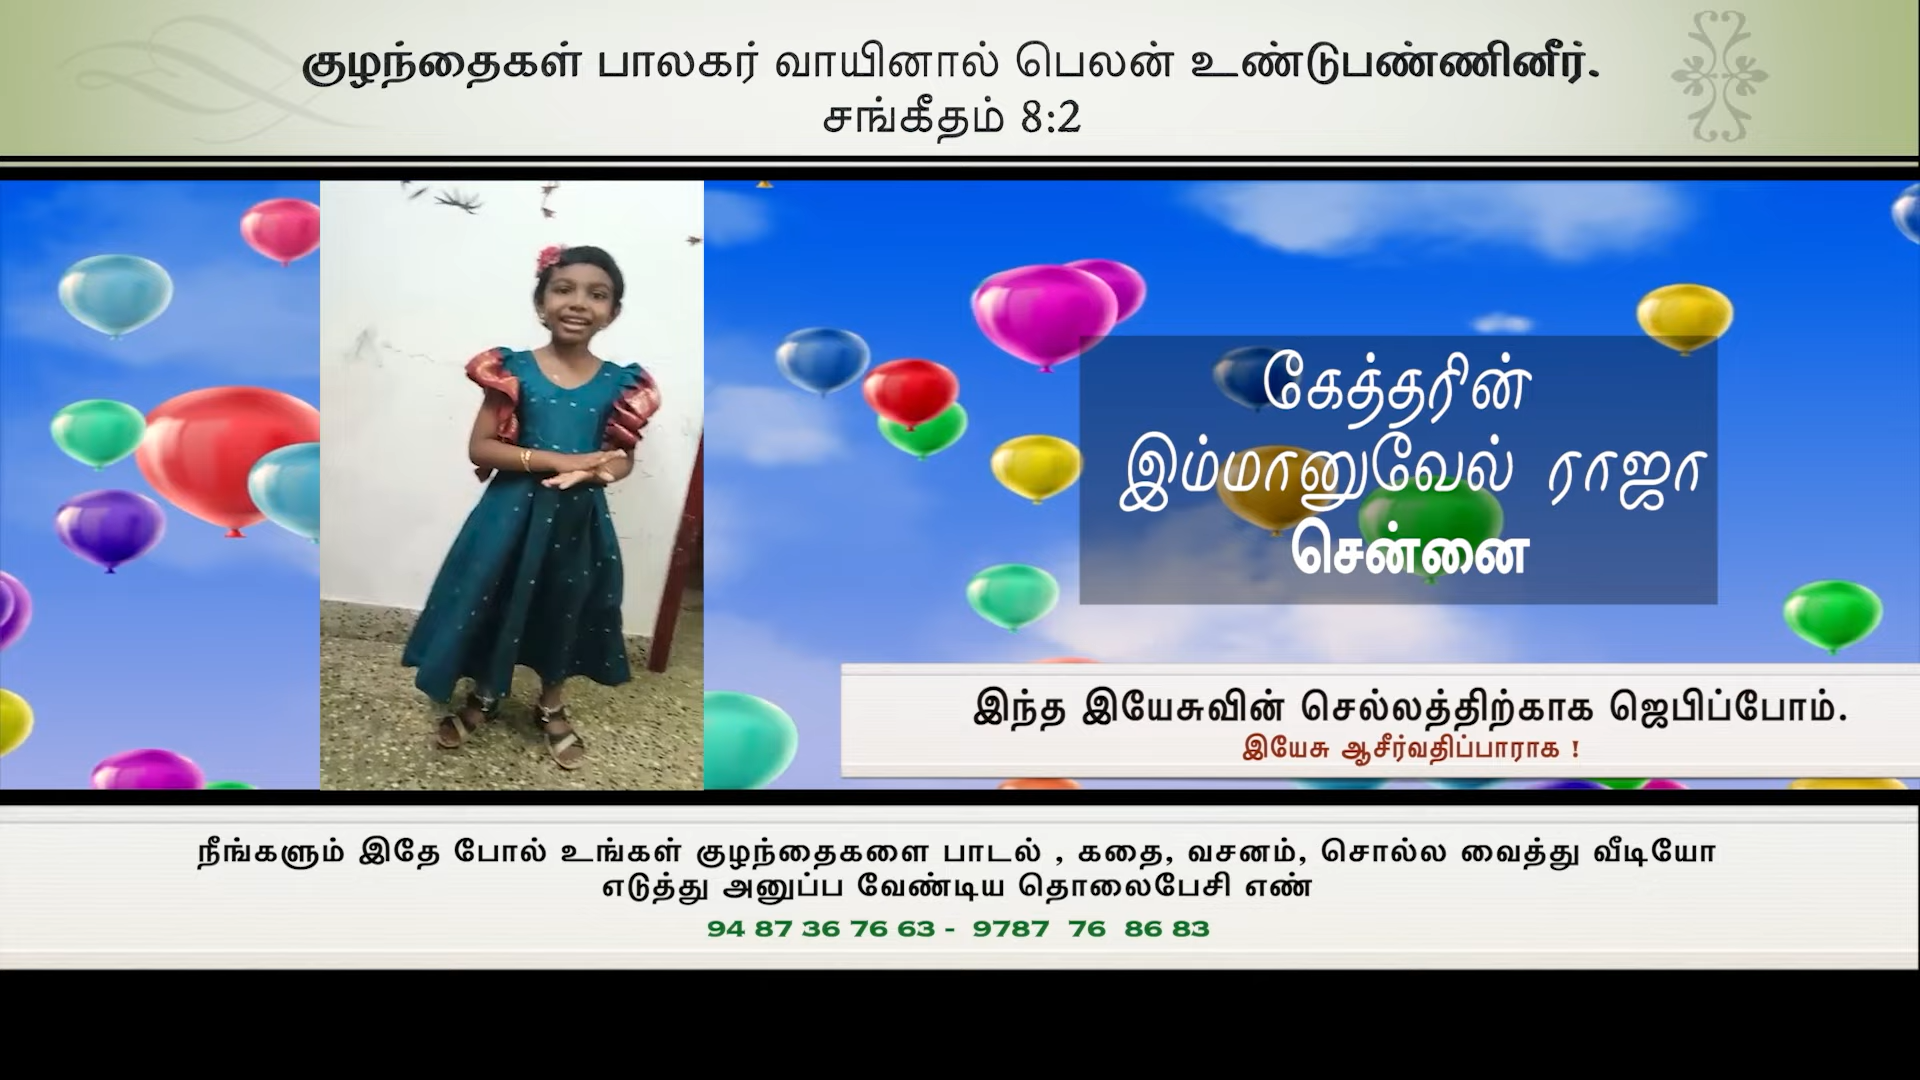 குழந்தைகள் பாலகர் வாயினால் பெலன் உண்டுபண்ணினீர்.
சங்கீதம் 8:2
கேத்தரின்
இம்மானுவேல் ராஜா
சென்னை
இந்த இயேசுவின் செல்லத்திற்காக ஜெபிப்போம்.
இயேசு ஆசீர்வதிப்பாராக !
நீங்களும் இதே போல் உங்கள் குழந்தைகளை பாடல் , கதை, வசனம், சொல்ல வைத்து வீடியோ
எடுத்து அனுப்ப வேண்டிய தொலைபேசி எண்
94 87 36 76 63 - 9787 76 86 83